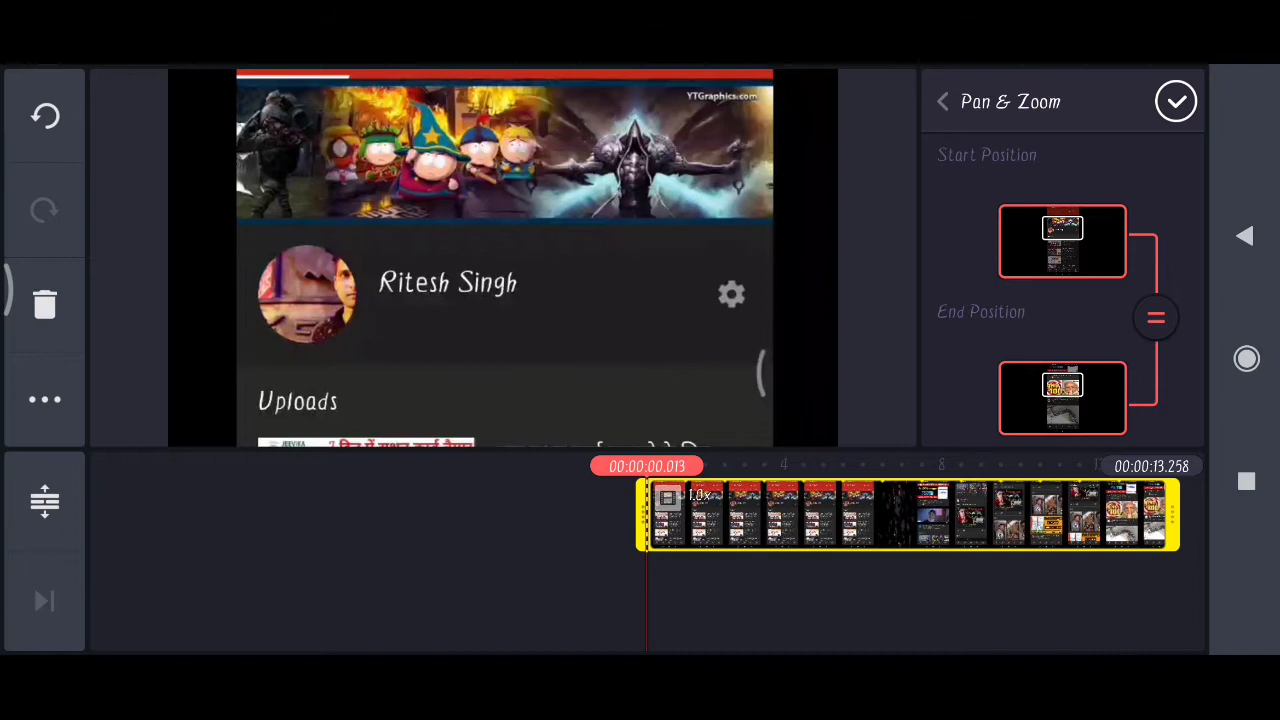 YTGraphics.com
Pan & Zoom
Start Position
Ritesh Singh
End Position
Uploads
JEEVIKA
00:00:00.013
4
8
00:00:13.258
1.0x